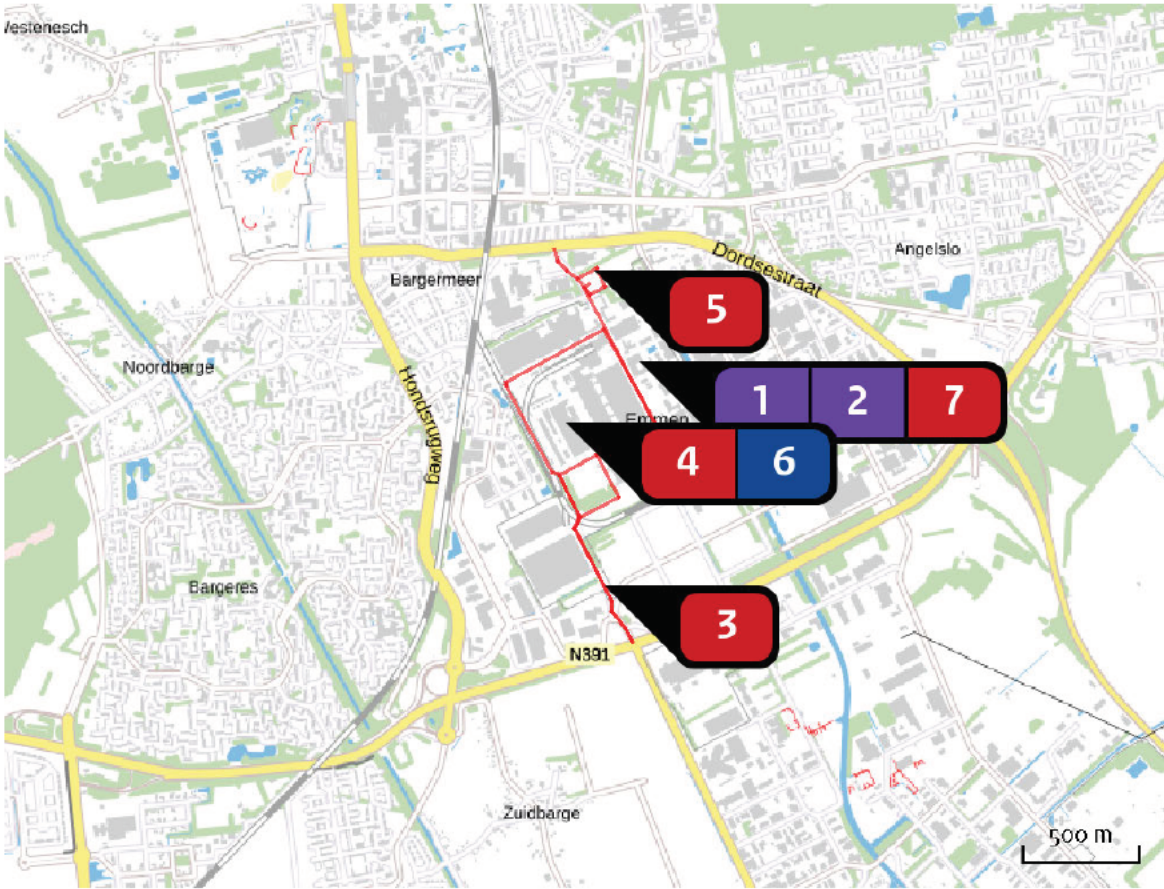 Westenesch
Dordsestraat
Angelslo
Bargermeer
5
Noordbarge
Hondsrugweg
1 2 7
Emmen
4 6
Bargeres
3
N391
Zuidbarge
500 m